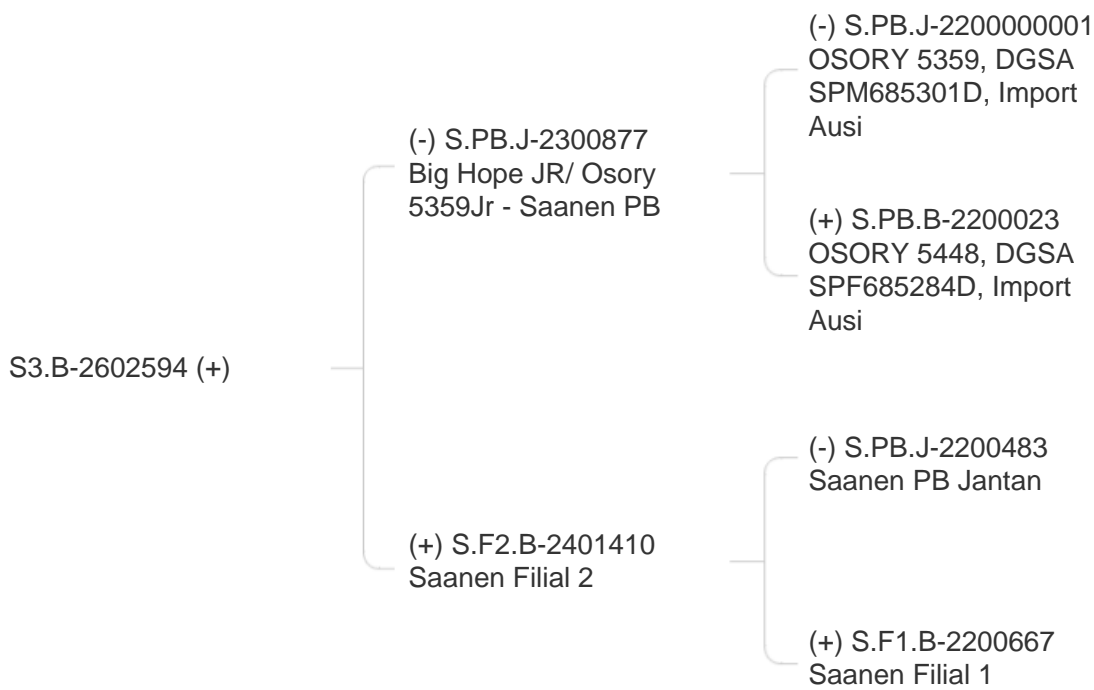 (-) S.PB.J-2200000001
OSORY 5359, DGSA
SPM685301D, Import
Ausi
(-) S.PB.J-2300877
Big Hope JR/ Osory
5359Jr - Saanen PB
(+) S.PB.B-2200023
OSORY 5448, DGSA
SPF685284D, Import
Ausi
S3.B-2602594 (+)
(-) S.PB.J-2200483
Saanen PB Jantan
(+) S.F2.B-2401410
Saanen Filial 2
(+) S.F1.B-2200667
Saanen Filial 1